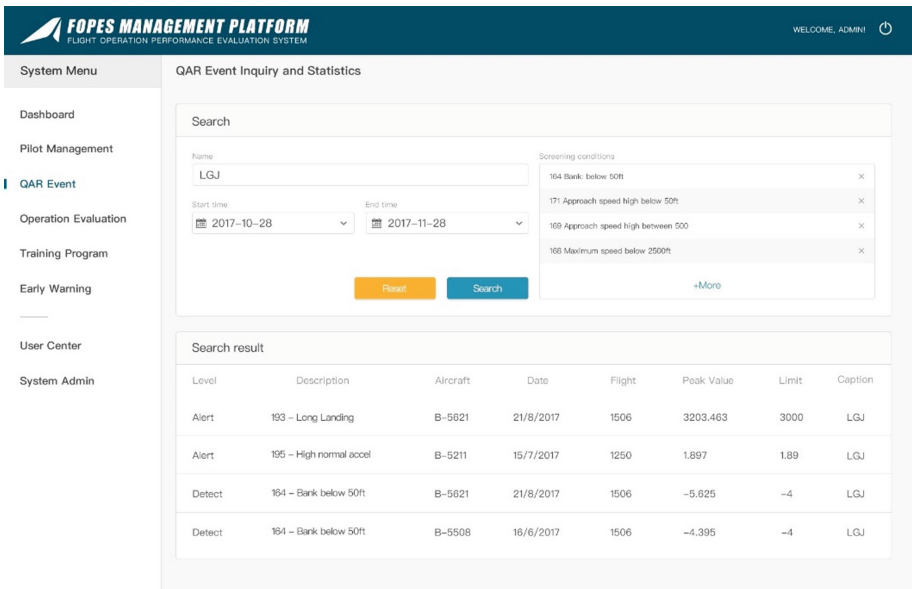 FOPES MANAGEMENT PLATFORM
FLIGHT OPERATION PERFORMANCE EVALUATION SYSTEM
WELCOME, ADMIN!
System Menu
Dashboard
Pilot Management
QAR Event
Operation Evaluation
Training Program
Early Warning
User Center
System Admin
QAR Event Inquiry and Statistics
Search
Name
LGJ
Start time End time
2017-10-28 2017-11-28
Reset Search
Screening conditions
164 Bank: below 50ft
171 Approach speed high below 50ft
169 Approach speed high between 500
168 Maximum speed below 2500ft
+More
Search result
Level Description Aircraft Date Flight Peak Value Limit Caption
Alert 193 – Long Landing B-5621 21/8/2017 1506 3203.463 3000 LGJ
Alert 195 – High normal accel B-5211 15/7/2017 1250 1.897 1.89 LGJ
Detect 164 – Bank below 50ft B-5621 21/8/2017 1506 -5.625 -4 LGJ
Detect 164 – Bank below 50ft B-5508 16/6/2017 1506 -4.395 -4 LGJ